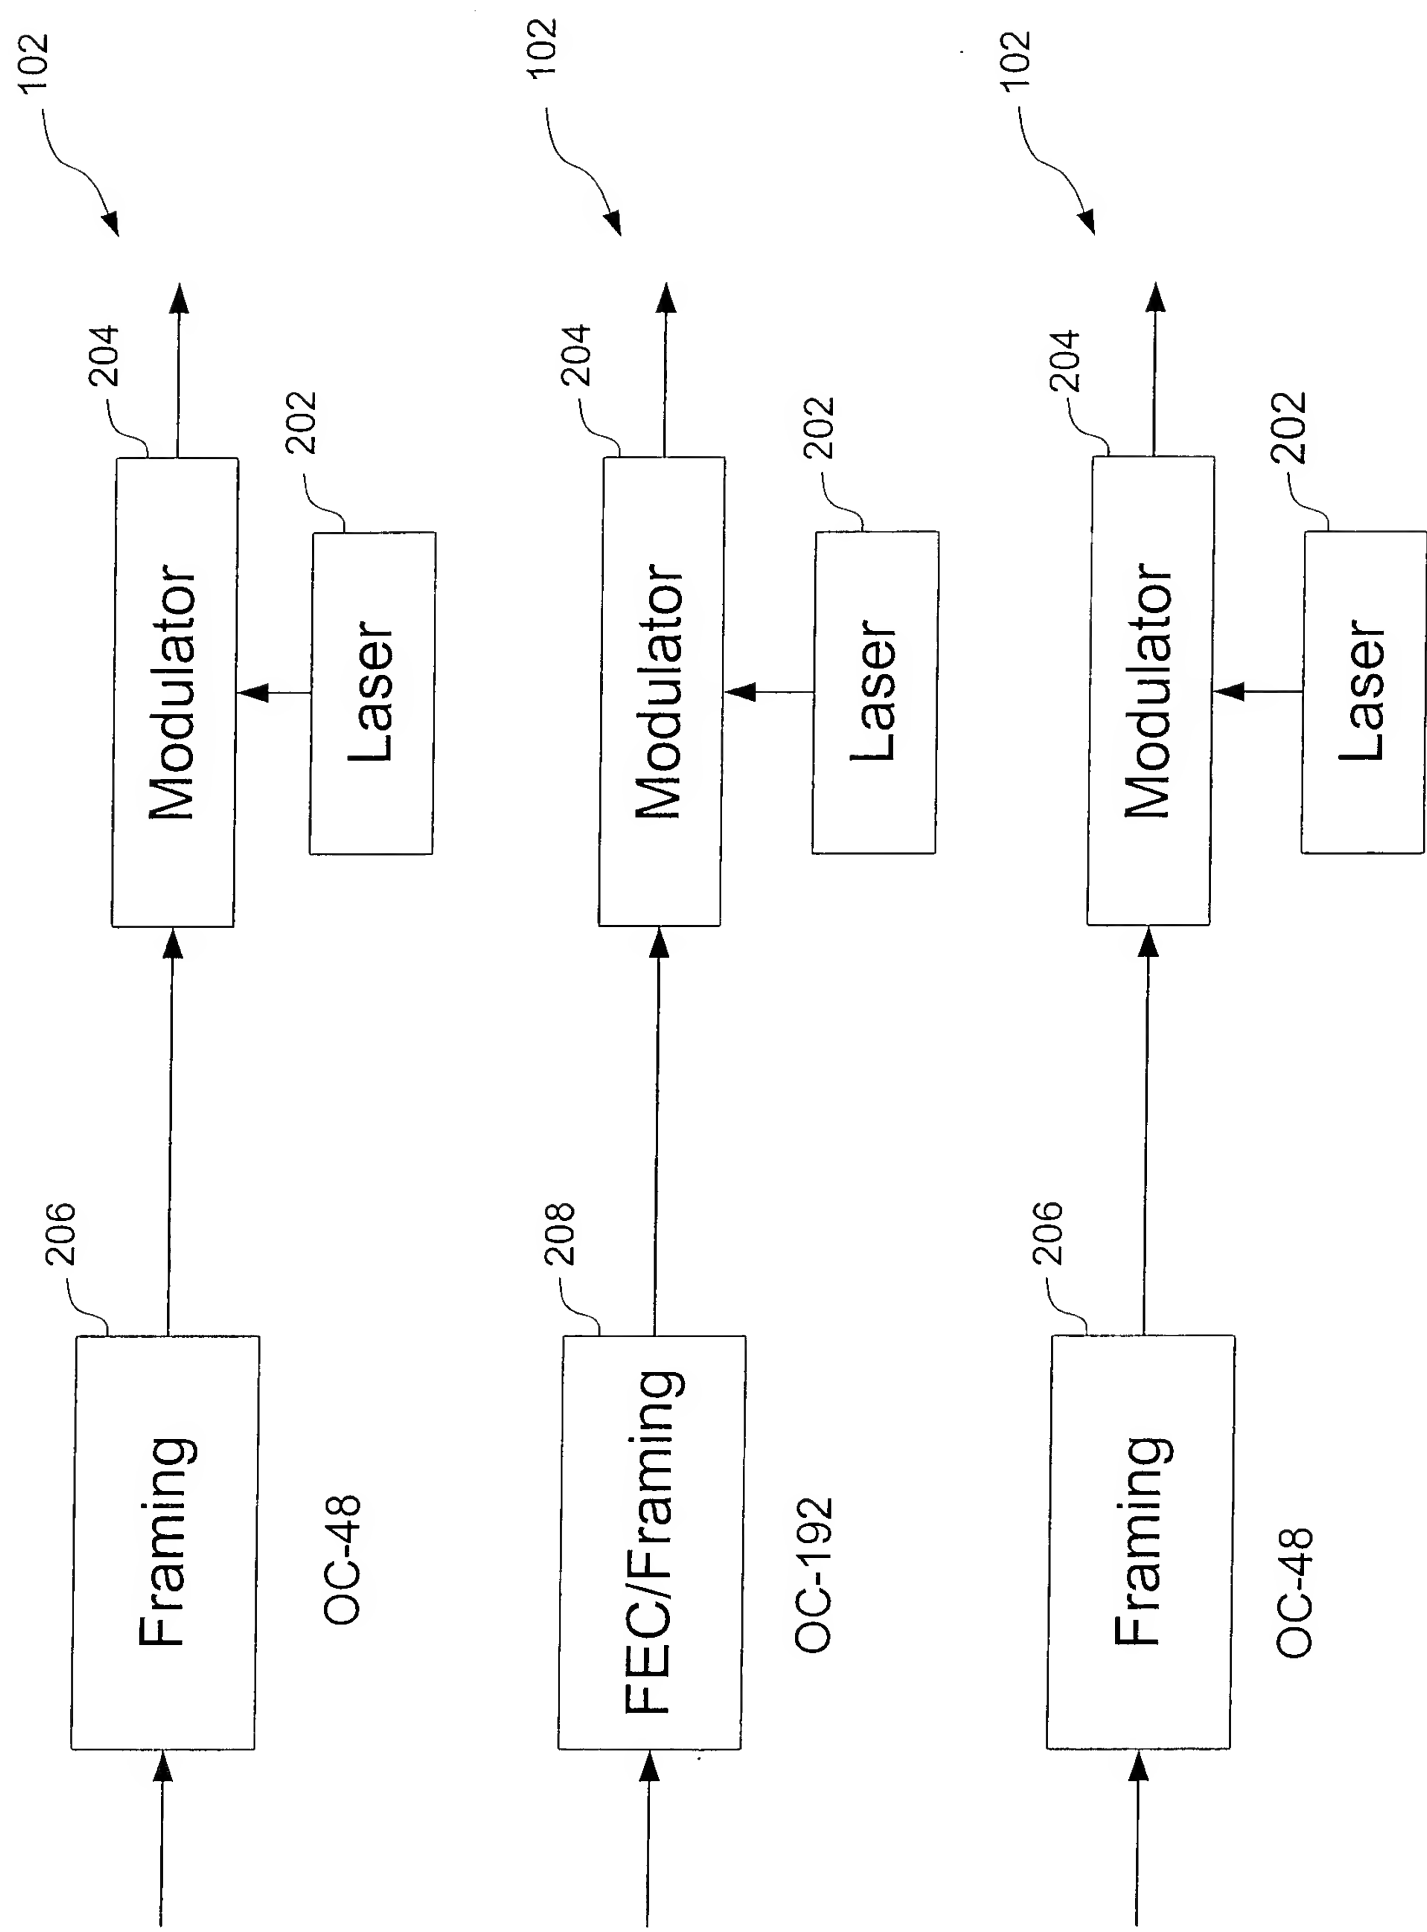 102
204
Modulator
202
Laser
206
Framing
OC-48
102
204
Modulator
202
Laser
208
FEC/Framing
OC-192
102
204
Modulator
202
Laser
206
Framing
OC-48